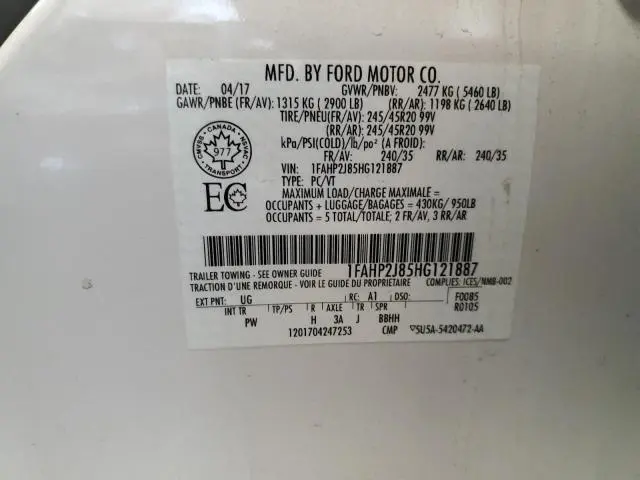 MFD. BY FORD MOTOR CO.
DATE: 04/17 GVWR/PNBV: 2477 KG ( 5460 LB)
GAWR/PNBE (FR/AV): 1315 KG ( 2900 LB) (RR/AR): 1198 KG ( 2640 LB)
TIRE/PNEU(FR/AV): 245/45R20 99V
(RR/AR): 245/45R20 99V
kPa/PSI(COLD)/lb/po² (A FROID):
FR/AV: 240/35 RR/AR: 240/35
VIN: 1FAHP2J85HG121887
TYPE: PC/VT
MAXIMUM LOAD/CHARGE MAXIMALE =
OCCUPANTS + LUGGAGE/BAGAGES = 430KG/ 950LB
OCCUPANTS = 5 TOTAL/TOTALE; 2 FR/AV, 3 RR/AR
CANADA
CMVSS NSVAC
977
TRANSPORT
EC
1FAHP2J85HG121887
TRAILER TOWING - SEE OWNER GUIDE
TRACTION D'UNE REMORQUE - VOIR LE GUIDE DU PROPRIÉTAIRE COMPLIES: ICES/NMB-002
EXT PNT: UG RC: A1 DSO: F0085
INT TR TP/PS R AXLE TR SPR R0105
PW H 3A J BBHH
1201704247253 CMP SU5A-5420472-AA